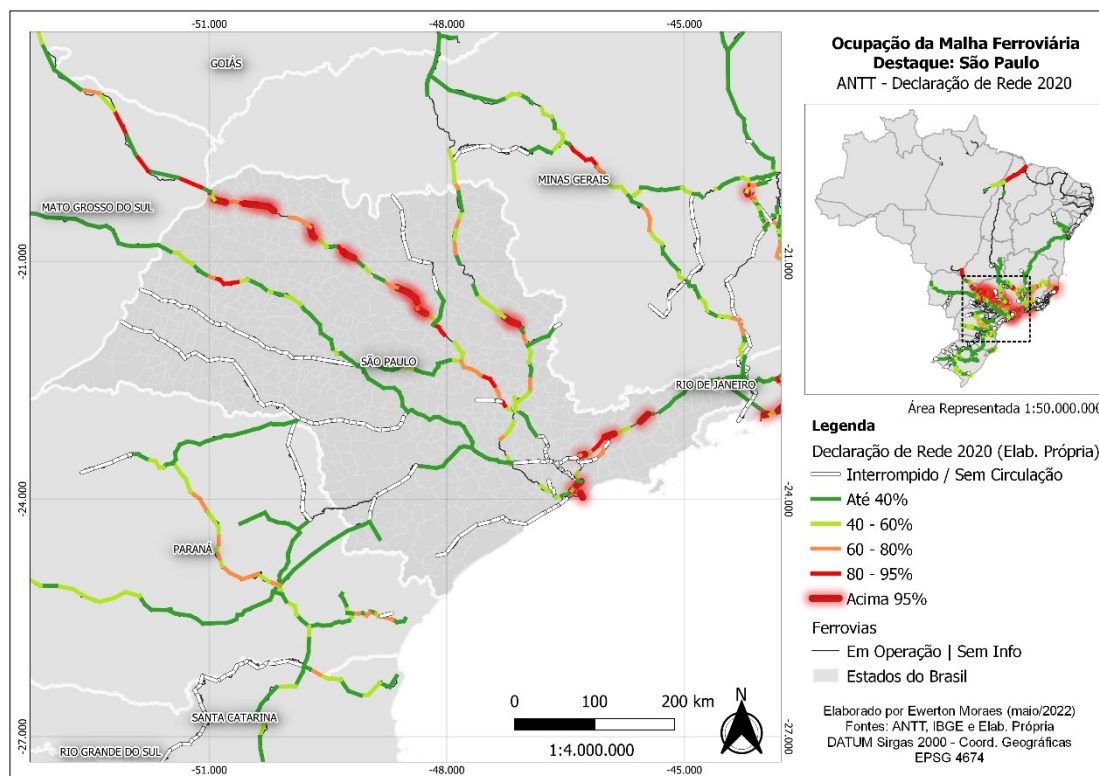 -51.000
-48.000
-45.000
GOIÁS
MINAS GERAIS
MATO GROSSO DO SUL
-21.000
-21.000
SÃO PAULO
RIO DE JANEIRO
-24.000
-24.000
PARANÁ
SANTA CATARINA
RIO GRANDE DO SUL
-27.000
-27.000
0 100 200 km
1:4.000.000
N
-51.000
-48.000
-45.000
Ocupação da Malha Ferroviária
Destaque: São Paulo
ANTT - Declaração de Rede 2020
Área Representada 1:50.000.000
Legenda
Declaração de Rede 2020 (Elab. Própria)
Interrompido / Sem Circulação
Até 40%
40 - 60%
60 - 80%
80 - 95%
Acima 95%
Ferrovias
Em Operação | Sem Info
Estados do Brasil
Elaborado por Ewerton Moraes (maio/2022)
Fontes: ANTT, IBGE e Elab. Própria
DATUM Sirgas 2000 - Coord. Geográficas
EPSG 4674